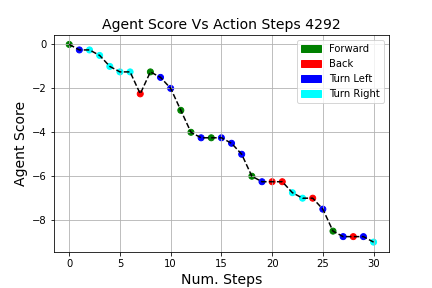 Agent Score Vs Action Steps 4292
Forward
Back
Turn Left
Turn Right
Agent Score
0
−2
−4
−6
−8
0 5 10 15 20 25 30
Num. Steps